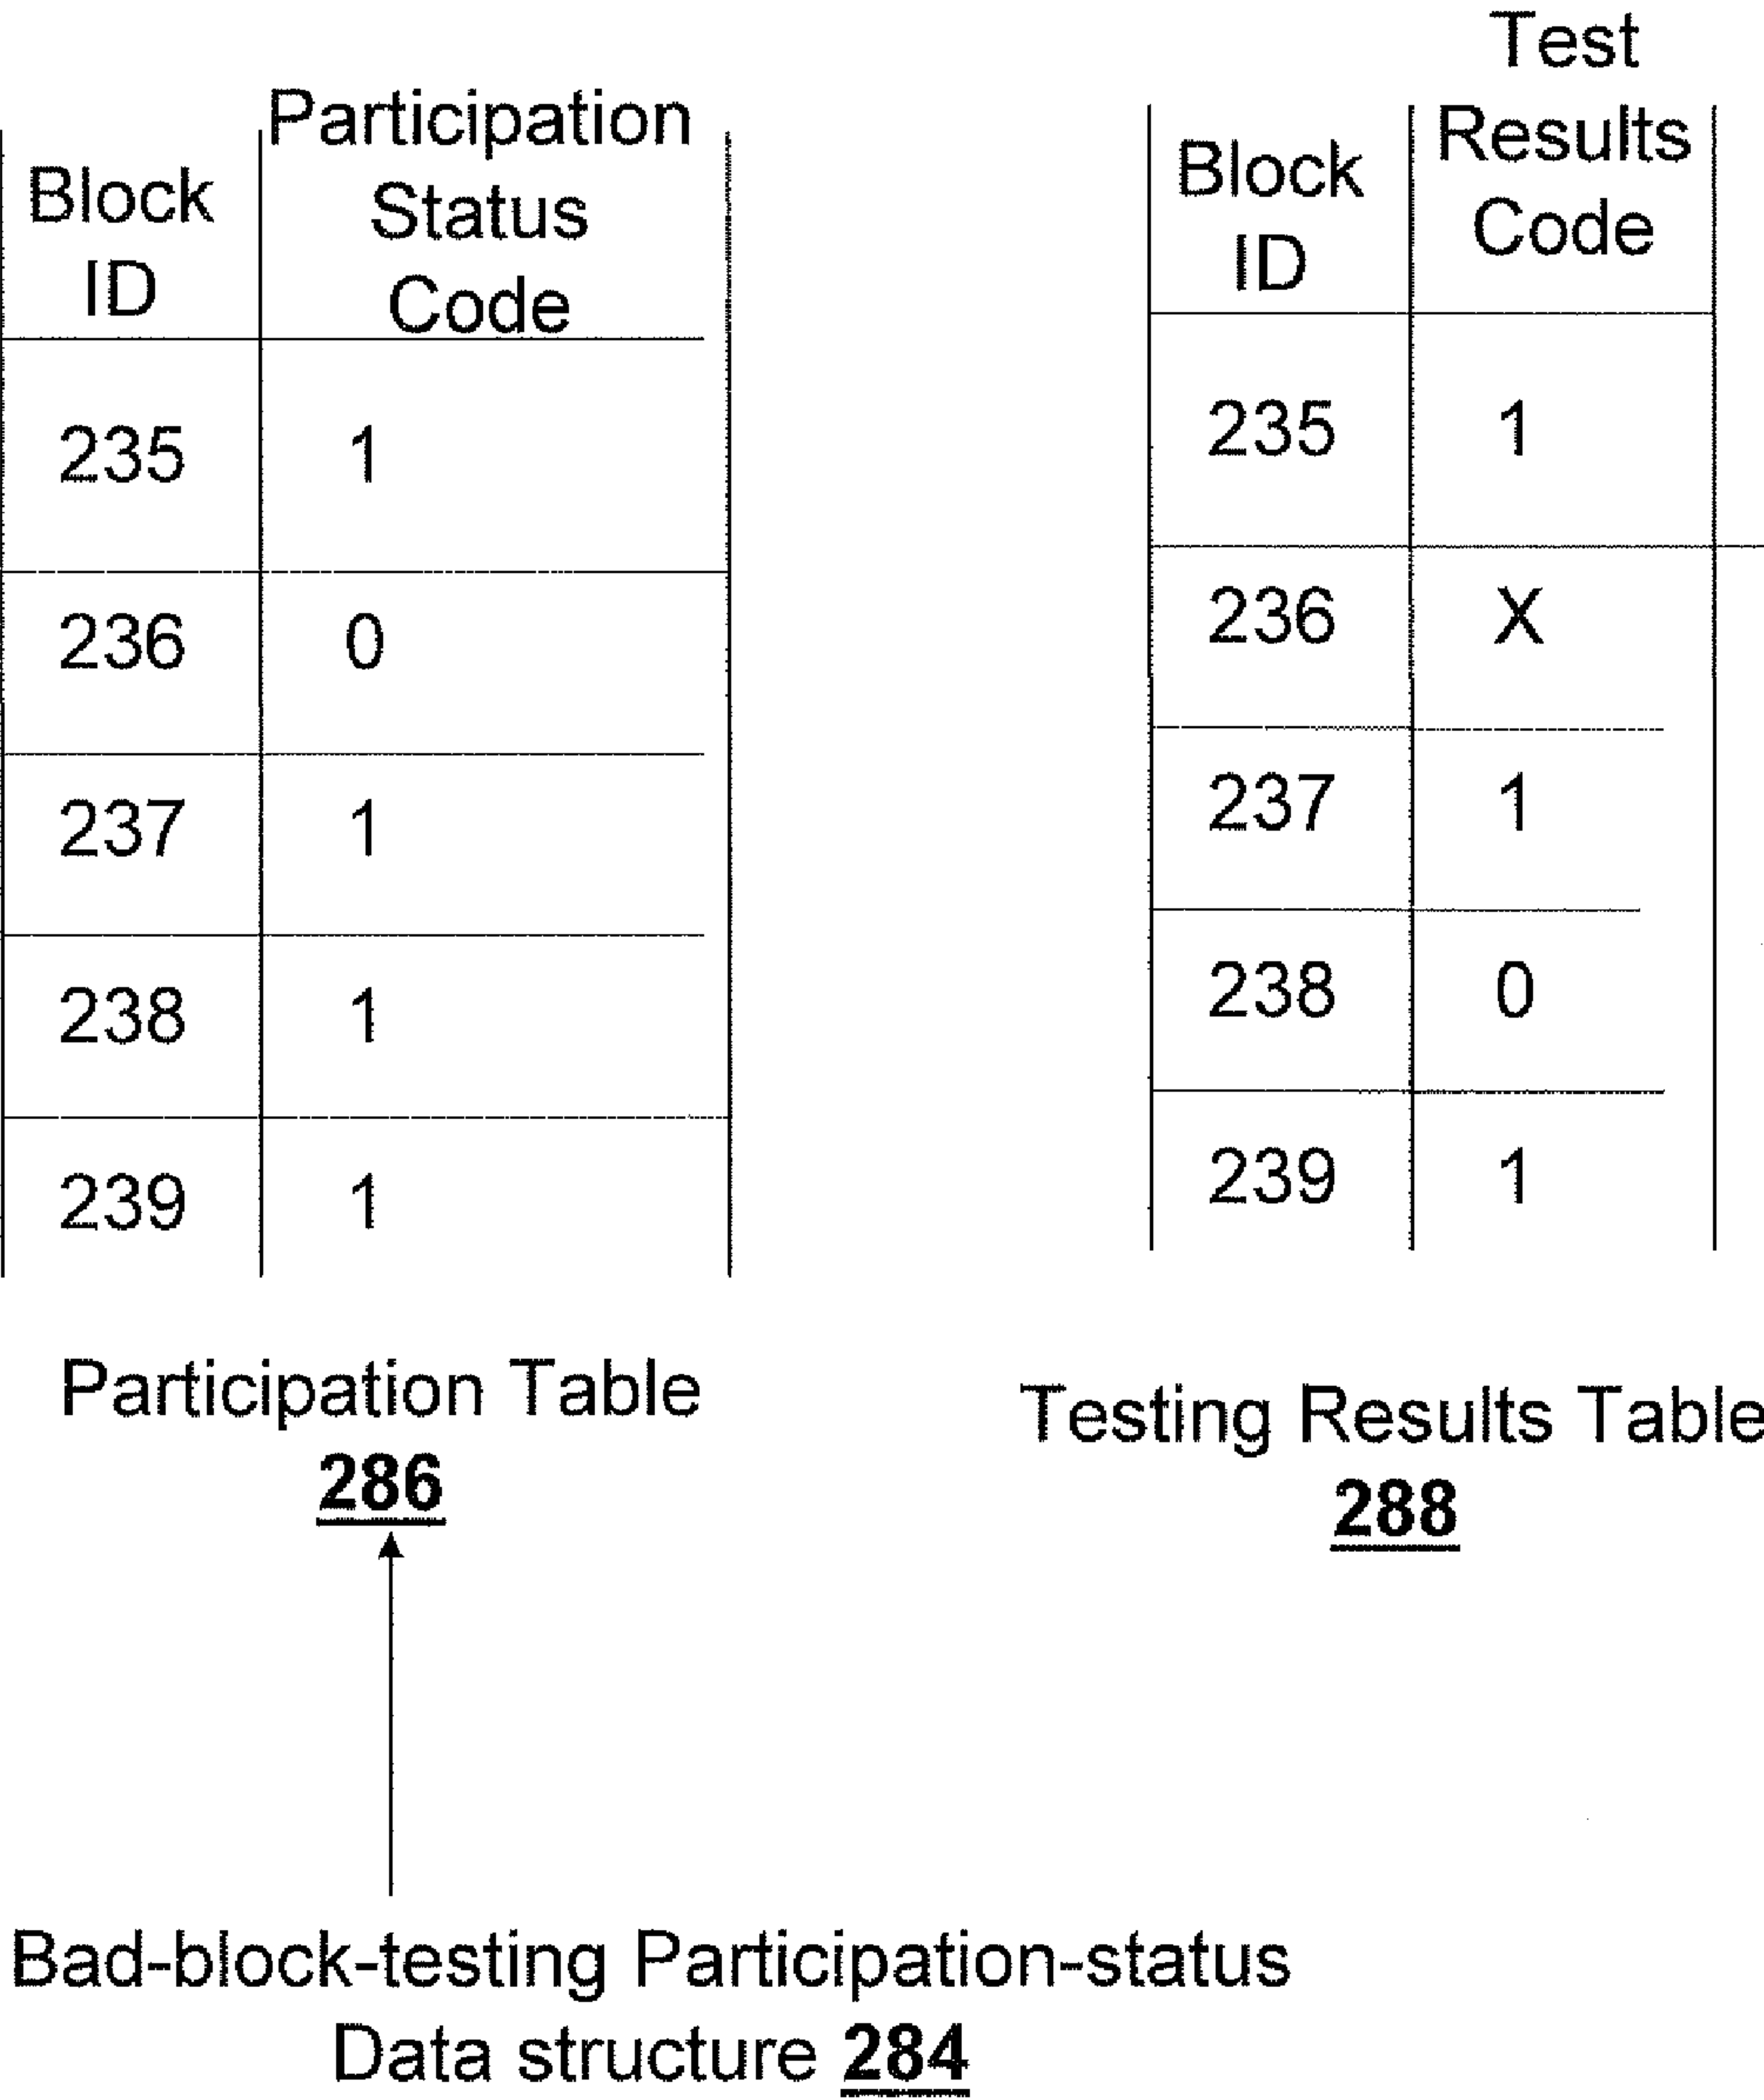 Participation
Block
Status
ID
Code
235 1
236 0
237 1
238 1
239 1
Participation Table
286
Test
Results
Block
Code
ID
235 1
236 X
237 1
238 0
239 1
Testing Results Table
288
Bad-block-testing Participation-status
Data structure 284